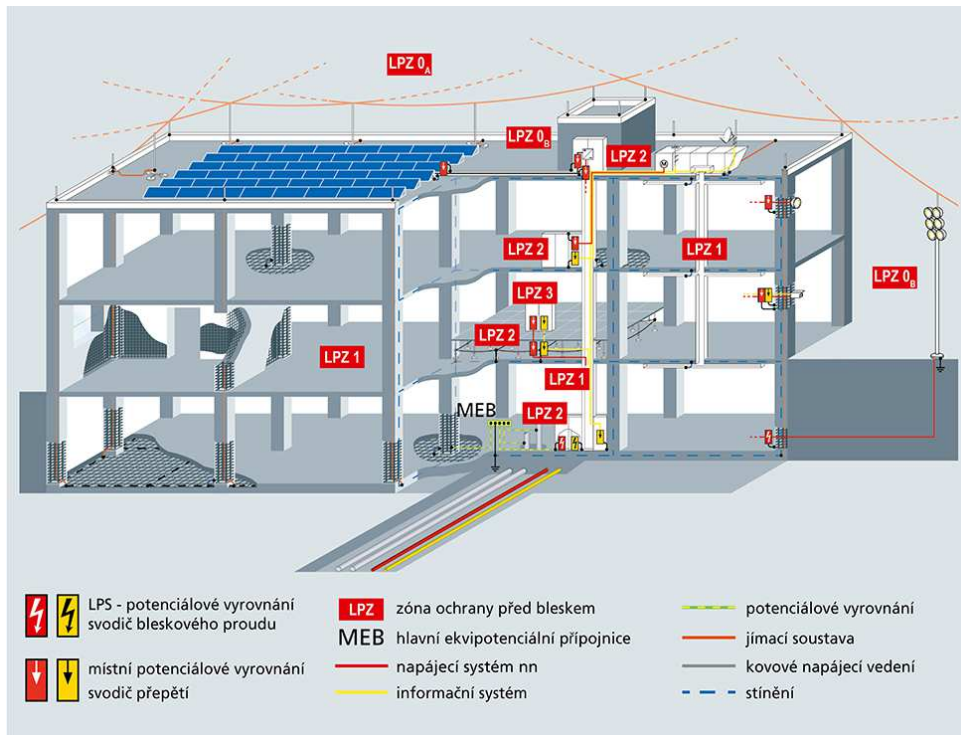 LPZ 0A
LPZ 0B
LPZ 2
M
LPZ 2
LPZ 1
LPZ 0B
LPZ 3
LPZ 2
LPZ 1
LPZ 1
MEB
LPZ 2
LPS - potenciálové vyrovnání
svodič bleskového proudu
místní potenciálové vyrovnání
svodič přepětí
LPZ zóna ochrany před bleskem
MEB hlavní ekvipotenciální přípojnice
napájecí systém nn
informační systém
potenciálové vyrovnání
jímací soustava
kovové napájecí vedení
stínění